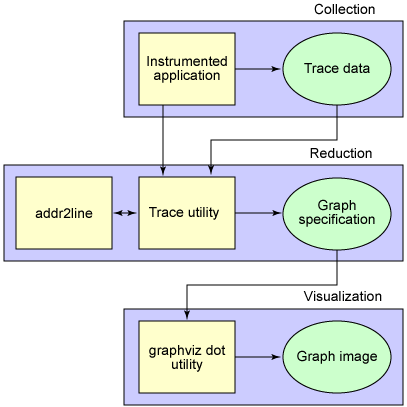 Collection
Instrumented
application
Trace data
Reduction
addr2line
Trace utility
Graph
specification
Visualization
graphviz dot
utility
Graph image